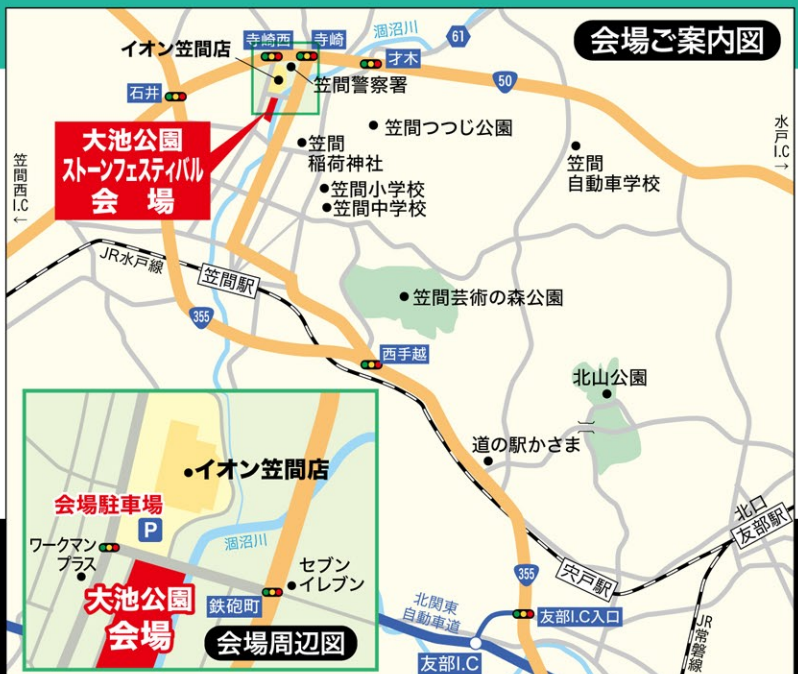 会場ご案内図
イオン笠間店
寺崎西
寺崎
涸沼川
61
才木
笠間警察署
50
石井
水戸I.C→
大池公園
ストーンフェスティバル
会場
笠間西I.C←
笠間つつじ公園
笠間
稲荷神社
笠間
自動車学校
笠間小学校
笠間中学校
JR水戸線
笠間駅
笠間芸術の森公園
355
西手越
北山公園
道の駅かさま
北口
友部駅
宍戸駅
355
北関東
自動車道
友部I.C入口
友部I.C
JR常磐線
イオン笠間店
会場駐車場
P
涸沼川
ワークマン
プラス
セブン
イレブン
大池公園
会場
鉄砲町
会場周辺図